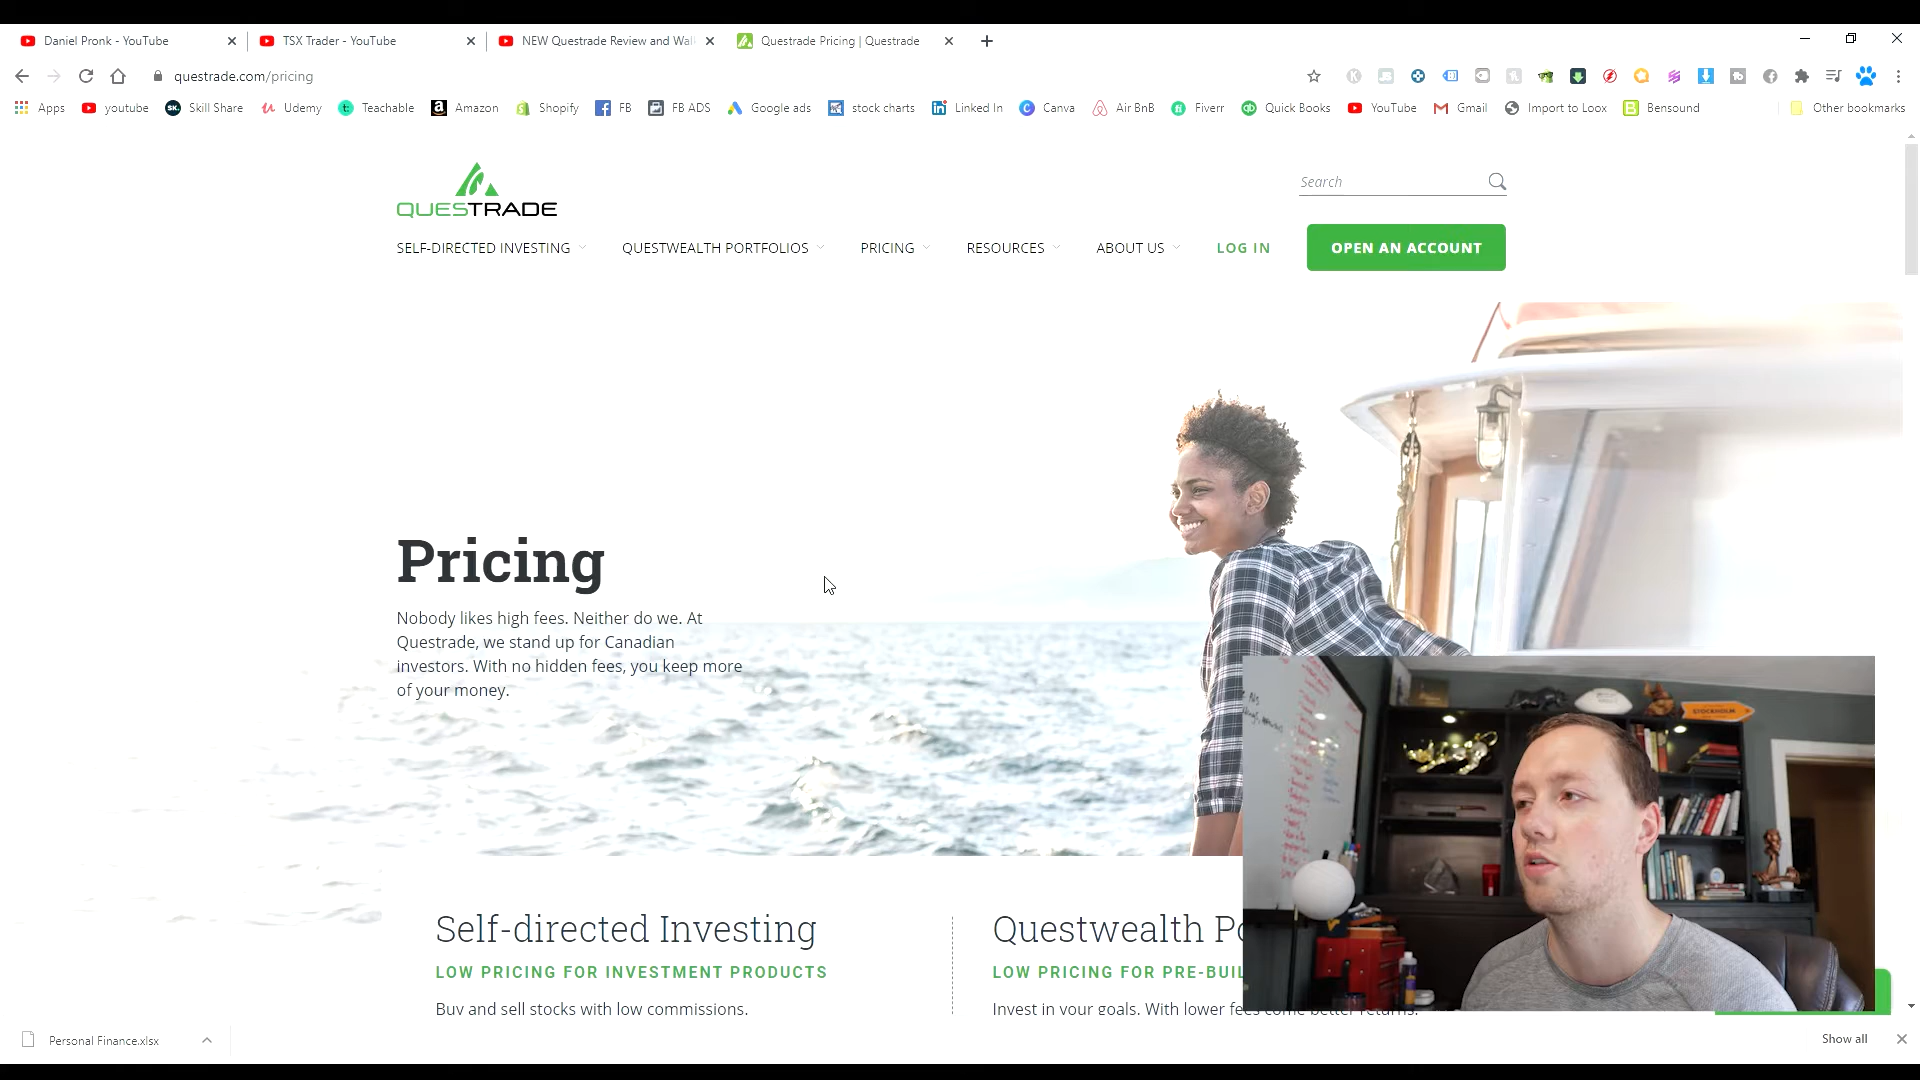 Daniel Pronk - YouTube
TSX Trader - YouTube
NEW Questrade Review and Wal
Questrade Pricing | Questrade
questrade.com/pricing
Apps
youtube
Skill Share
Udemy
Teachable
Amazon
Shopify
FB
FB ADS
Google ads
stock charts
Linked In
Canva
Air BnB
Fiverr
Quick Books
YouTube
Gmail
Import to Loox
Bensound
Other bookmarks
QUESTRADE
Search
SELF-DIRECTED INVESTING
QUESTWEALTH PORTFOLIOS
PRICING
RESOURCES
ABOUT US
LOG IN
OPEN AN ACCOUNT
Pricing
Nobody likes high fees. Neither do we. At
Questrade, we stand up for Canadian
investors. With no hidden fees, you keep more
of your money.
STOCKHOLM
Self-directed Investing
LOW PRICING FOR INVESTMENT PRODUCTS
Buy and sell stocks with low commissions.
Questwealth Po
LOW PRICING FOR PRE-BUIL
Invest in your goals. With lower fees come better returns.
Personal Finance.xlsx
Show all